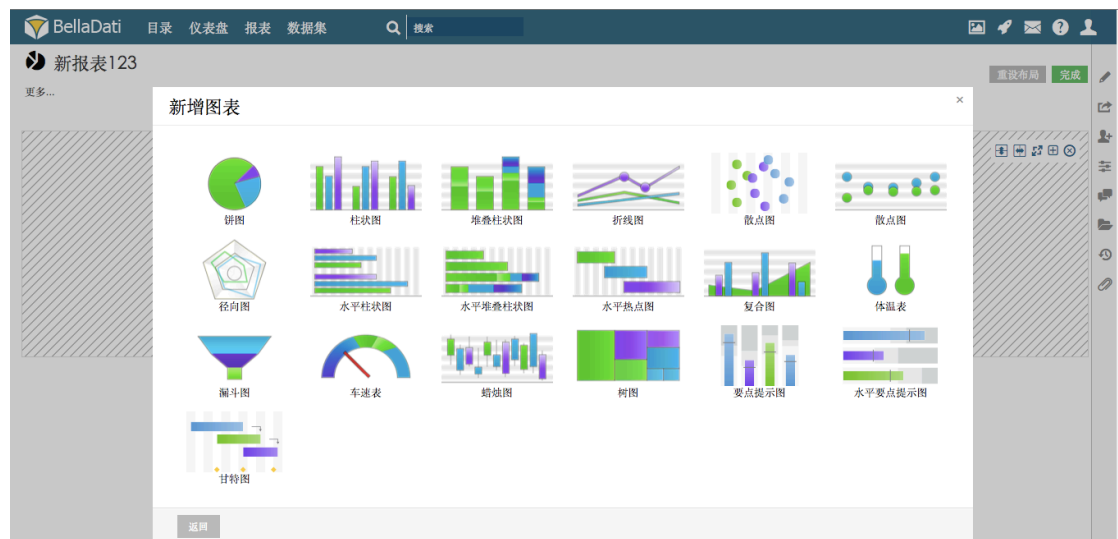 BellaDati 目录 仪表盘 报表 数据集 搜索
新报表123
重设布局 完成
更多...
新增图表 ×
饼图 柱状图 堆叠柱状图 折线图 散点图 散点图
径向图 水平柱状图 水平堆叠柱状图 水平热点图 复合图 体温表
漏斗图 车速表 蜡烛图 树图 要点提示图 水平要点提示图
甘特图
返回